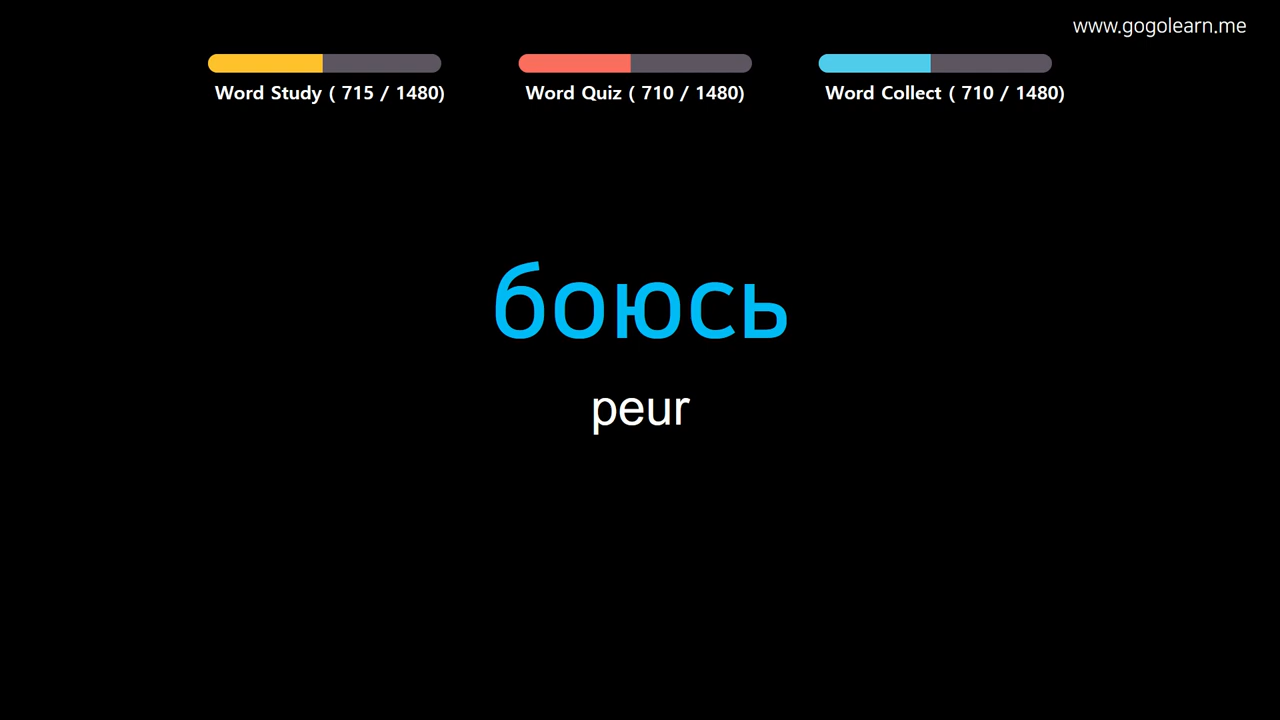 www.gogolearn.me
Word Study ( 715 / 1480)
Word Quiz ( 710 / 1480)
Word Collect ( 710 / 1480)
боюсь
peur